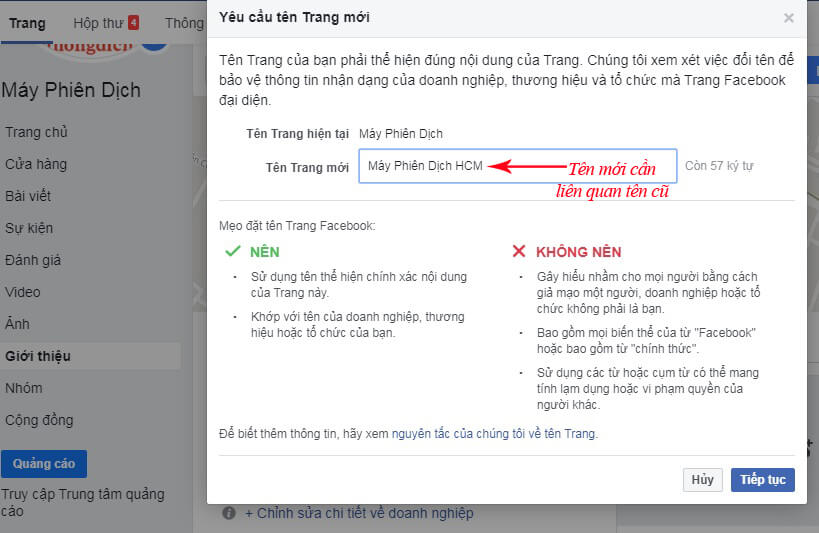 Trang Hộp thư 4 Thông
thongdịch
Máy Phiên Dịch
Trang chủ
Cửa hàng
Bài viết
Sự kiện
Đánh giá
Video
Ảnh
Giới thiệu
Nhóm
Cộng đồng
Quảng cáo
Truy cập Trung tâm quảng
cáo
Yêu cầu tên Trang mới
Tên Trang của bạn phải thể hiện đúng nội dung của Trang. Chúng tôi xem xét việc đổi tên để
bảo vệ thông tin nhận dạng của doanh nghiệp, thương hiệu và tổ chức mà Trang Facebook
đại diện.
Tên Trang hiện tại Máy Phiên Dịch
Tên Trang mới Máy Phiên Dịch HCM Còn 57 ký tự
Tên mới cần
liên quan tên cũ
Mẹo đặt tên Trang Facebook:
NÊN
Sử dụng tên thể hiện chính xác nội dung
của Trang này.
Khớp với tên của doanh nghiệp, thương
hiệu hoặc tổ chức của bạn.
KHÔNG NÊN
Gây hiểu nhầm cho mọi người bằng cách
giả mạo một người, doanh nghiệp hoặc tổ
chức không phải là bạn.
Bao gồm mọi biến thể của từ "Facebook"
hoặc bao gồm từ "chính thức".
Sử dụng các từ hoặc cụm từ có thể mang
tính lạm dụng hoặc vi phạm quyền của
người khác.
Để biết thêm thông tin, hãy xem nguyên tắc của chúng tôi về tên Trang.
Hủy Tiếp tục
+ Chỉnh sửa chi tiết về doanh nghiệp